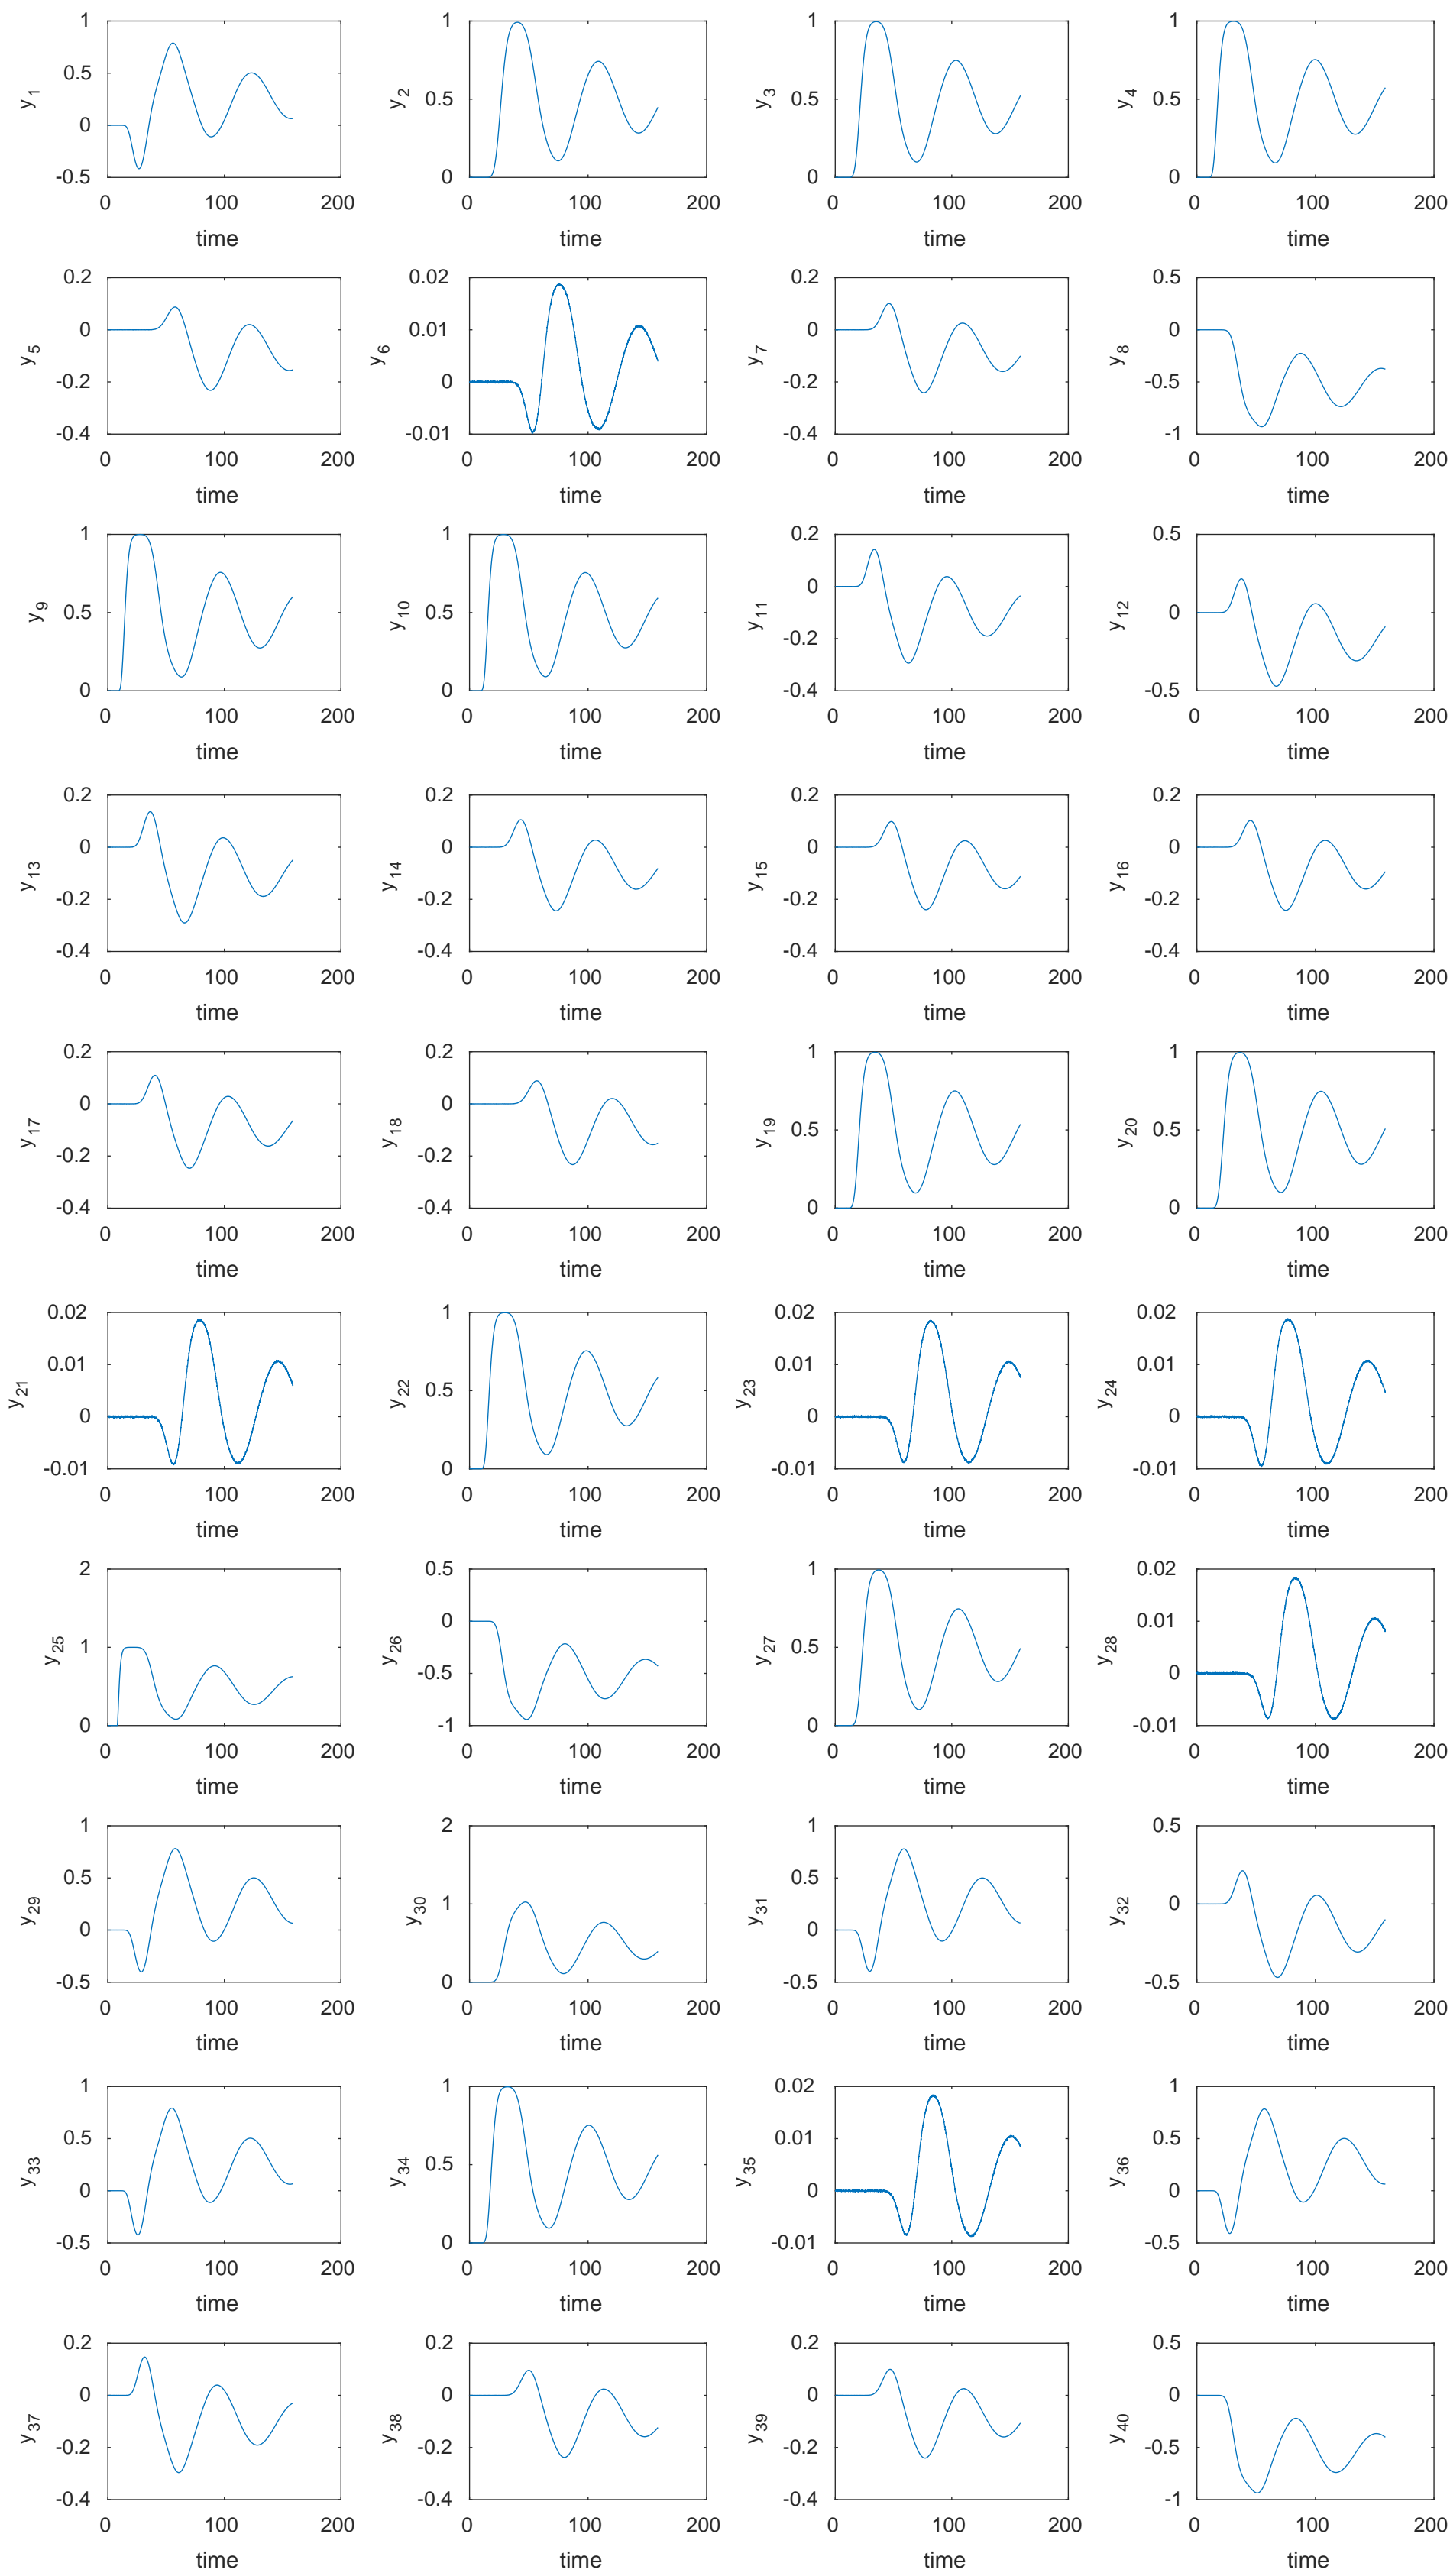 1 1 1 1
0.5
y1 y2 0.5 y3 0.5 y4 0.5
0
-0.5 0 0 0
0 100 200 0 100 200 0 100 200 0 100 200
time time time time
0.2 0.02 0.2 0.5
0 0.01 0 0
y5 y6 y7 y8
-0.2 0 -0.2 -0.5
-0.4 -0.01 -0.4 -1
0 100 200 0 100 200 0 100 200 0 100 200
time time time time
1 1 0.2 0.5
0
y9 0.5 y10 0.5 y11 y12 0
-0.2
0 0 -0.4 -0.5
0 100 200 0 100 200 0 100 200 0 100 200
time time time time
0.2 0.2 0.2 0.2
0 0 0 0
y13 y14 y15 y16
-0.2 -0.2 -0.2 -0.2
-0.4 -0.4 -0.4 -0.4
0 100 200 0 100 200 0 100 200 0 100 200
time time time time
0.2 0.2 1 1
0 0
y17 y18 y19 0.5 y20 0.5
-0.2 -0.2
-0.4 -0.4 0 0
0 100 200 0 100 200 0 100 200 0 100 200
time time time time
0.02 1 0.02 0.02
0.01 0.01 0.01
y21 y22 0.5 y23 y24
0 0 0
-0.01 0 -0.01 -0.01
0 100 200 0 100 200 0 100 200 0 100 200
time time time time
2 0.5 1 0.02
0 0.01
y25 1 y26 y27 0.5 y28
-0.5 0
0 -1 0 -0.01
0 100 200 0 100 200 0 100 200 0 100 200
time time time time
1 2 1 0.5
0.5 0.5
y29 y30 1 y31 y32 0
0 0
-0.5 0 -0.5 -0.5
0 100 200 0 100 200 0 100 200 0 100 200
time time time time
1 1 0.02 1
0.5 0.01 0.5
y33 y34 0.5 y35 y36
0 0 0
-0.5 0 -0.01 -0.5
0 100 200 0 100 200 0 100 200 0 100 200
time time time time
0.2 0.2 0.2 0.5
0 0 0 0
y37 y38 y39 y40
-0.2 -0.2 -0.2 -0.5
-0.4 -0.4 -0.4 -1
0 100 200 0 100 200 0 100 200 0 100 200
time time time time